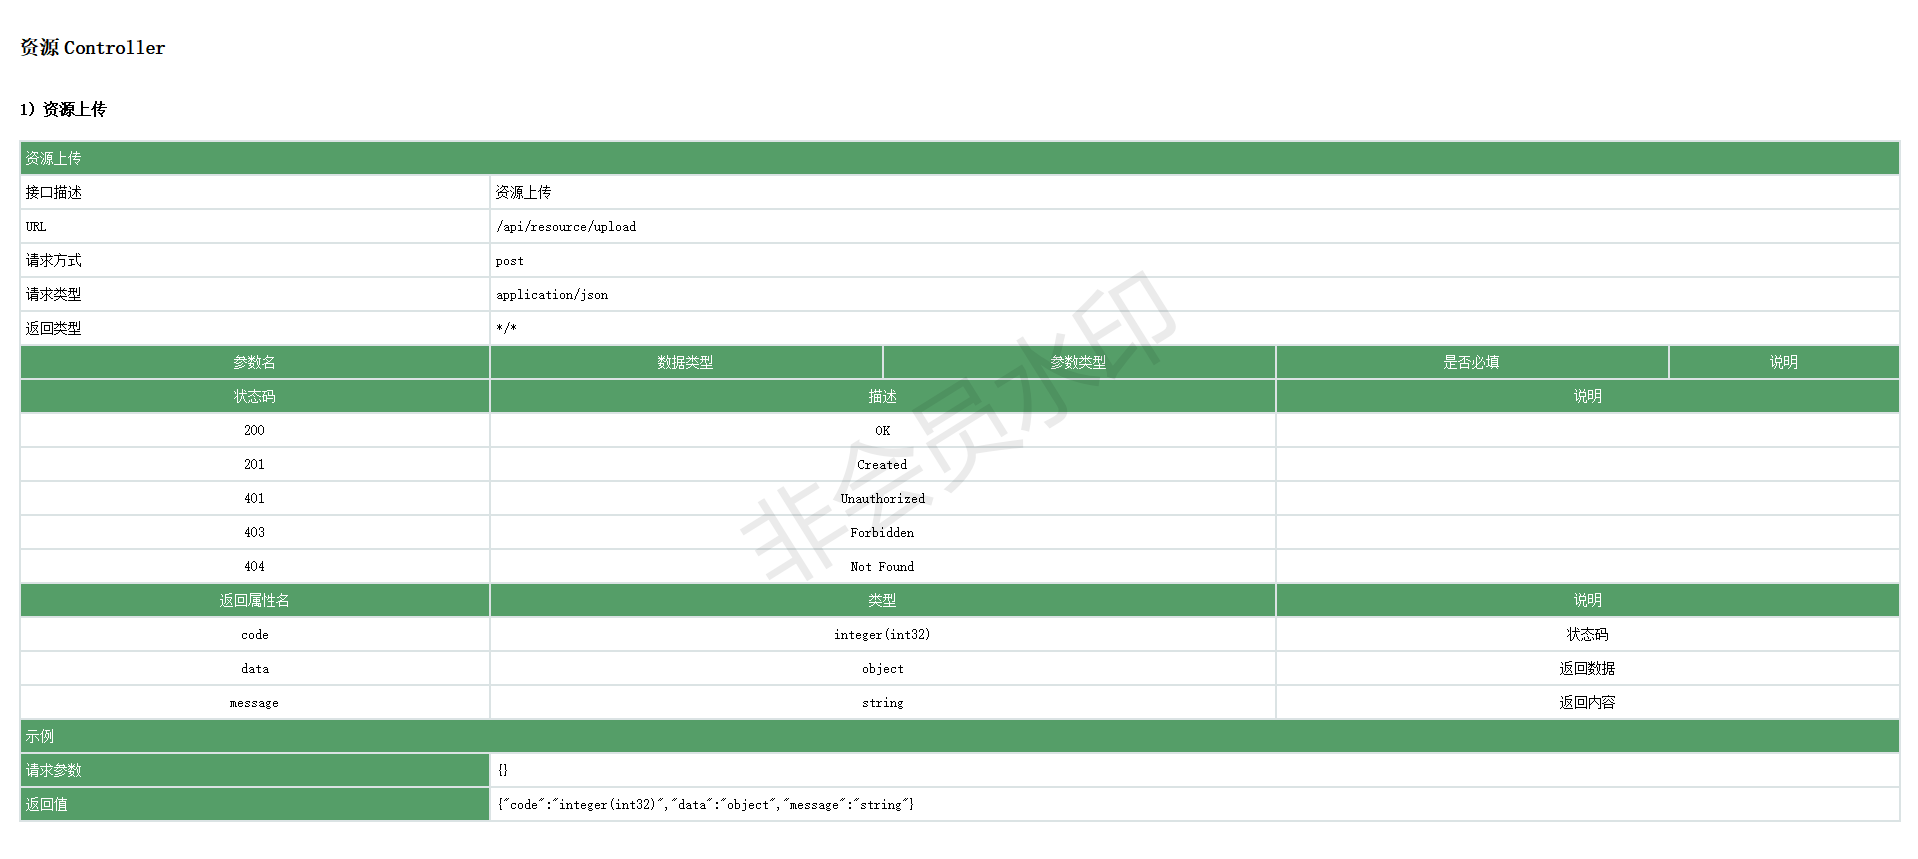 资源 Controller
1）资源上传
资源上传
接口描述 资源上传
URL /api/resource/upload
请求方式 post
请求类型 application/json
返回类型 */*
参数名 数据类型 参数类型 是否必填 说明
状态码 描述 说明
200 OK
201 Created
401 Unauthorized
403 Forbidden
404 Not Found
返回属性名 类型 说明
code integer(int32) 状态码
data object 返回数据
message string 返回内容
示例
请求参数 {}
返回值 {"code":"integer(int32)","data":"object","message":"string"}
非会员水印